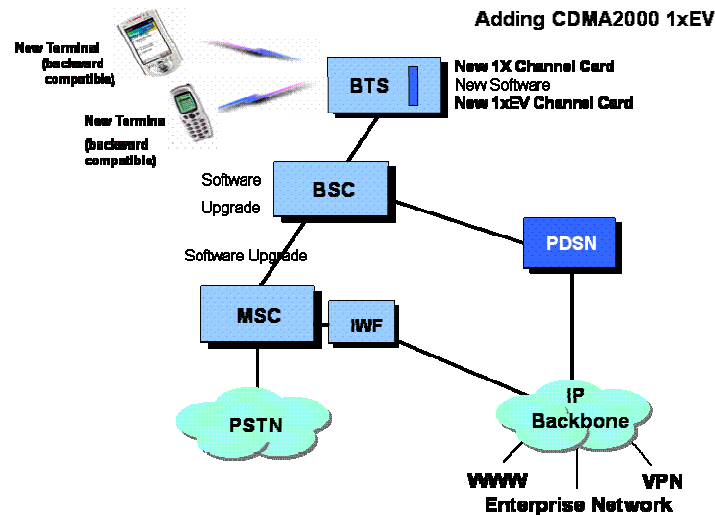 Adding CDMA2000 1xEV
New Terminal
(backward
compatible)
New Termina
(backward
compatible)
BTS
New 1X Channel Card
New Software
New 1xEV Channel Card
Software
Upgrade
BSC
PDSN
Software Upgrade
MSC
IWF
PSTN
IP
Backbone
WWW
VPN
Enterprise Network